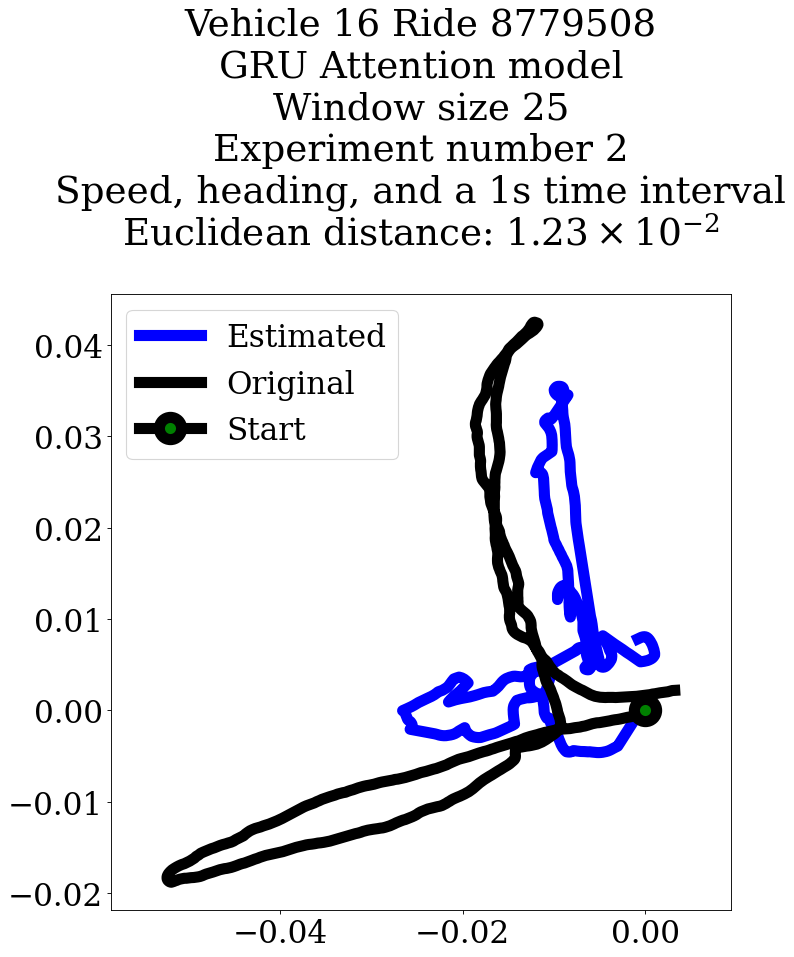 Vehicle 16 Ride 8779508
GRU Attention model
Window size 25
Experiment number 2
Speed, heading, and a 1s time interval
Euclidean distance: 1.23 × 10⁻²
Estimated
Original
Start
0.04
0.03
0.02
0.01
0.00
−0.01
−0.02
−0.04
−0.02
0.00